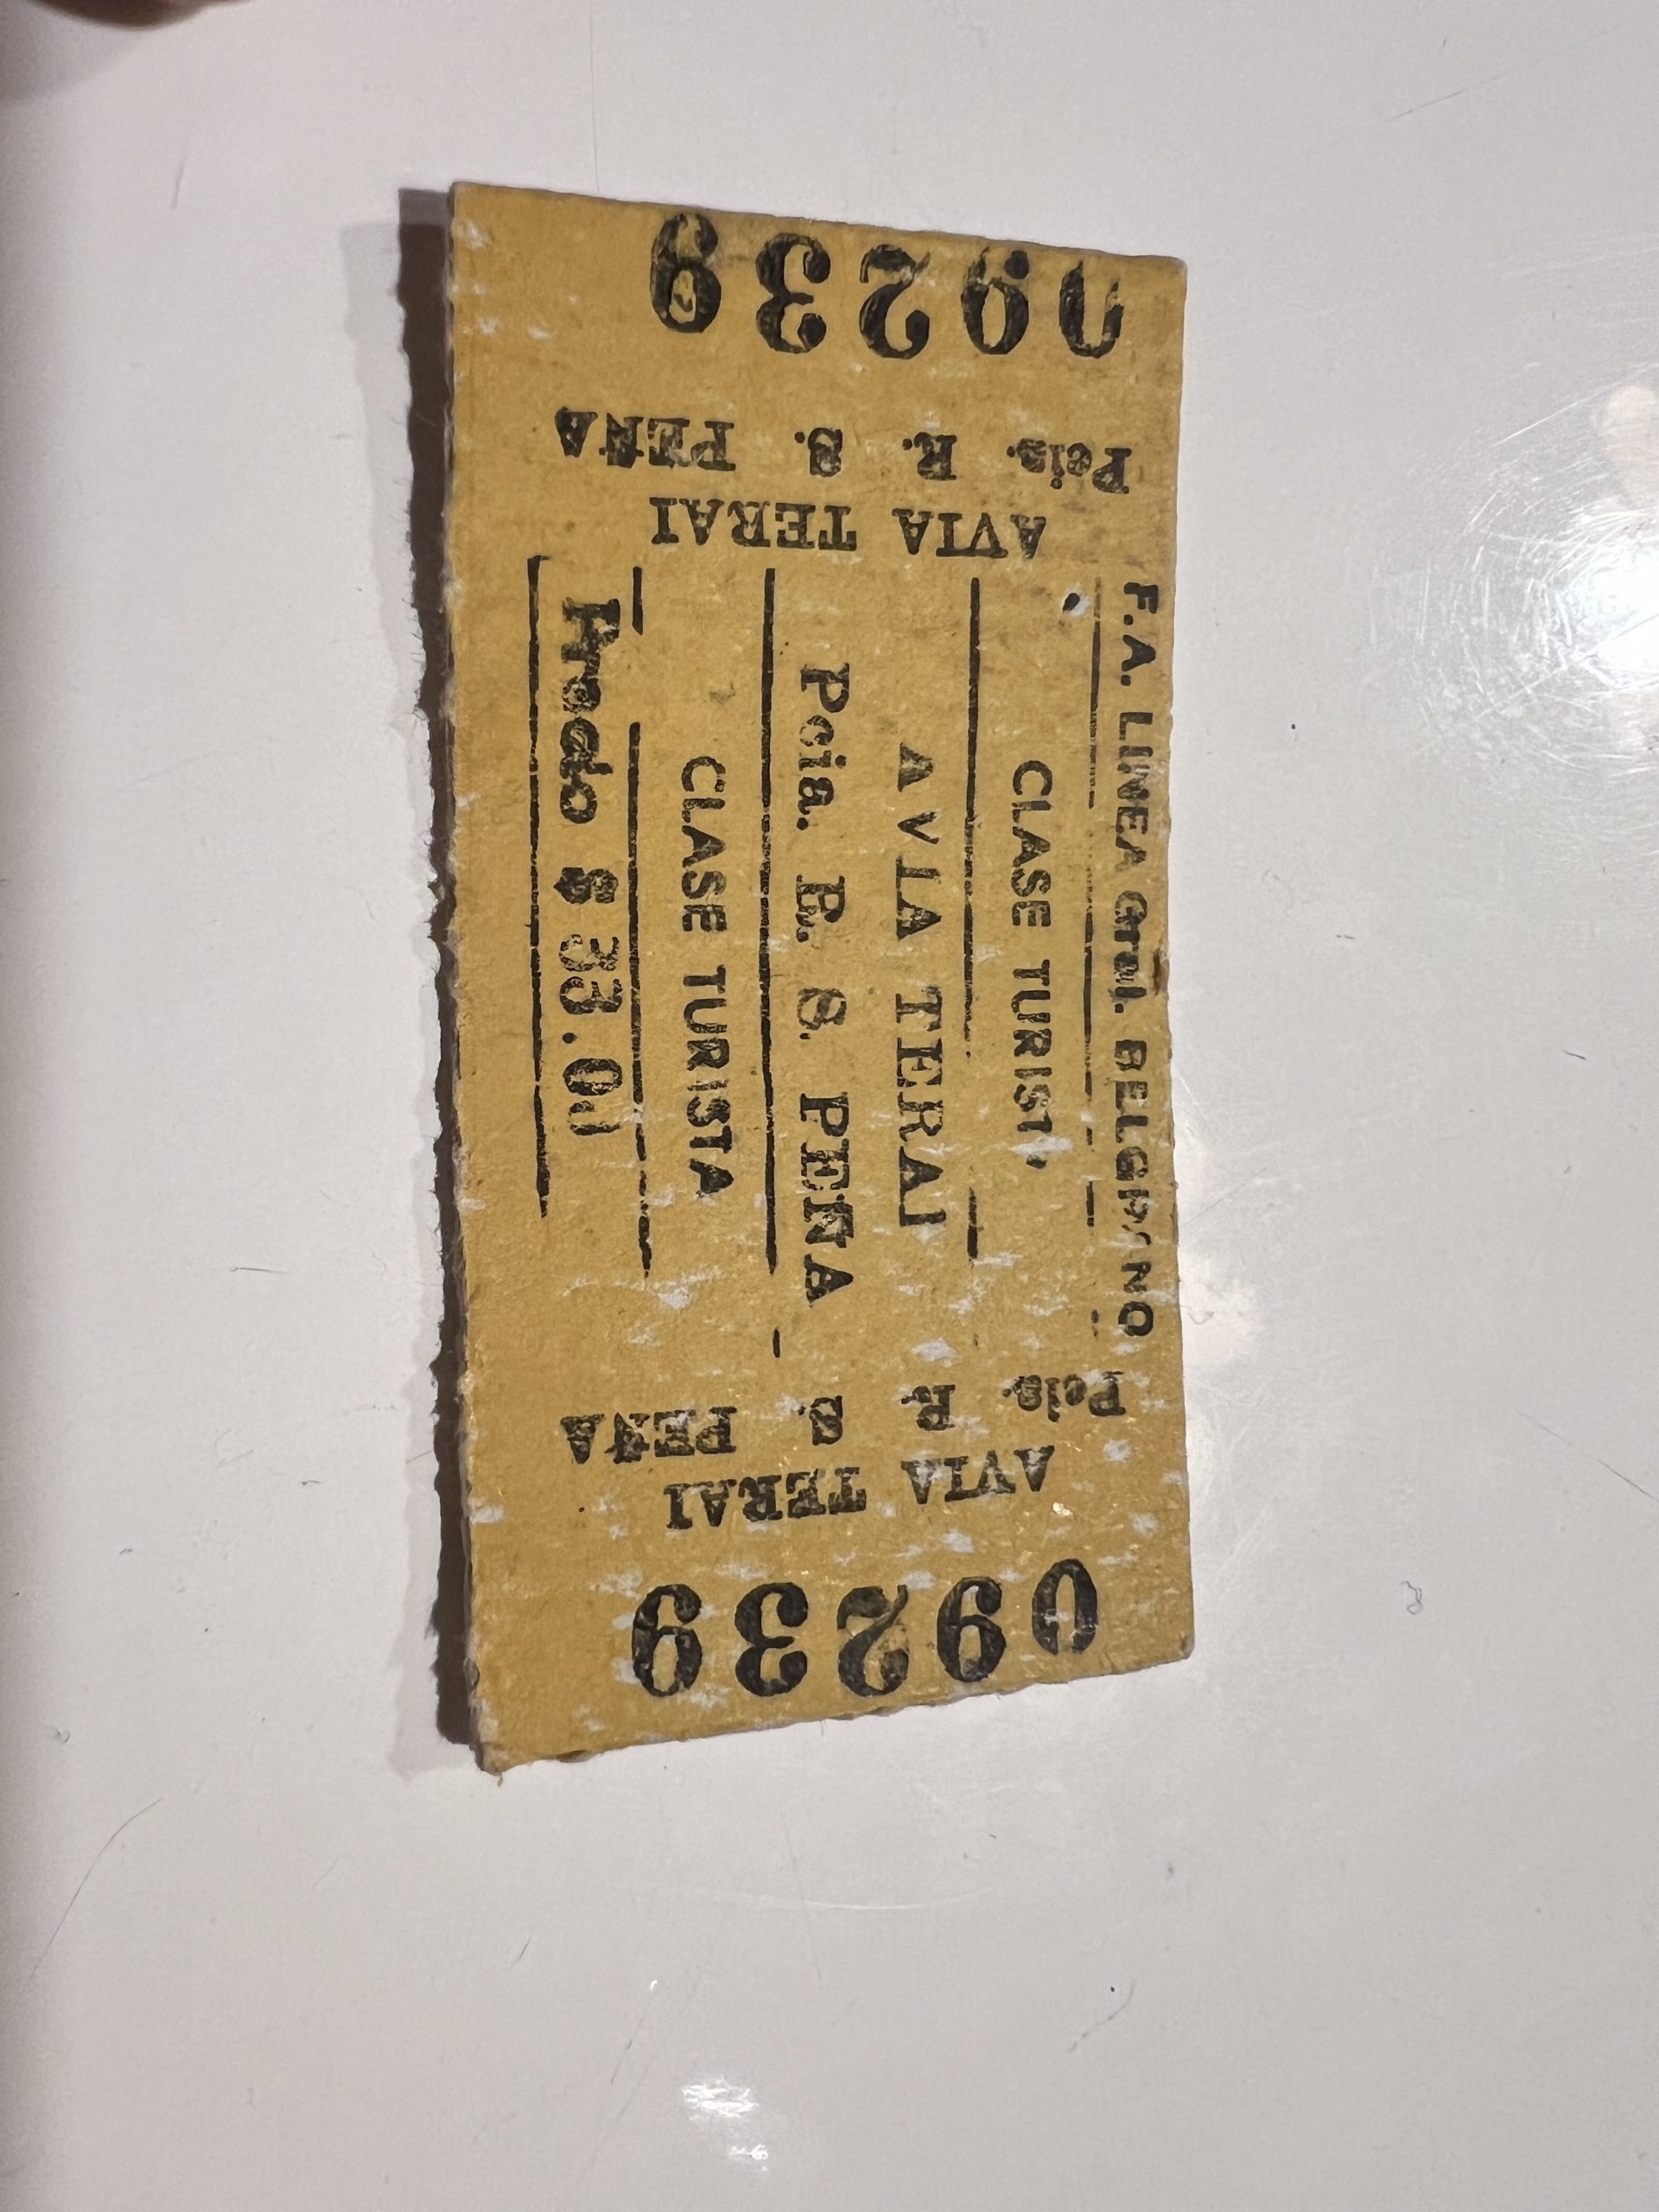 F.A. LINEA Gral. BELGRANO
CLASE TURISTA
AVIA TERAI
Pcia. R. S. PEÑA
CLASE TURISTA
Precio $ 33.00
Pcia. R. S. PEÑA
AVIA TERAI
09239
Pcia. R. S. PEÑA
AVIA TERAI
09239